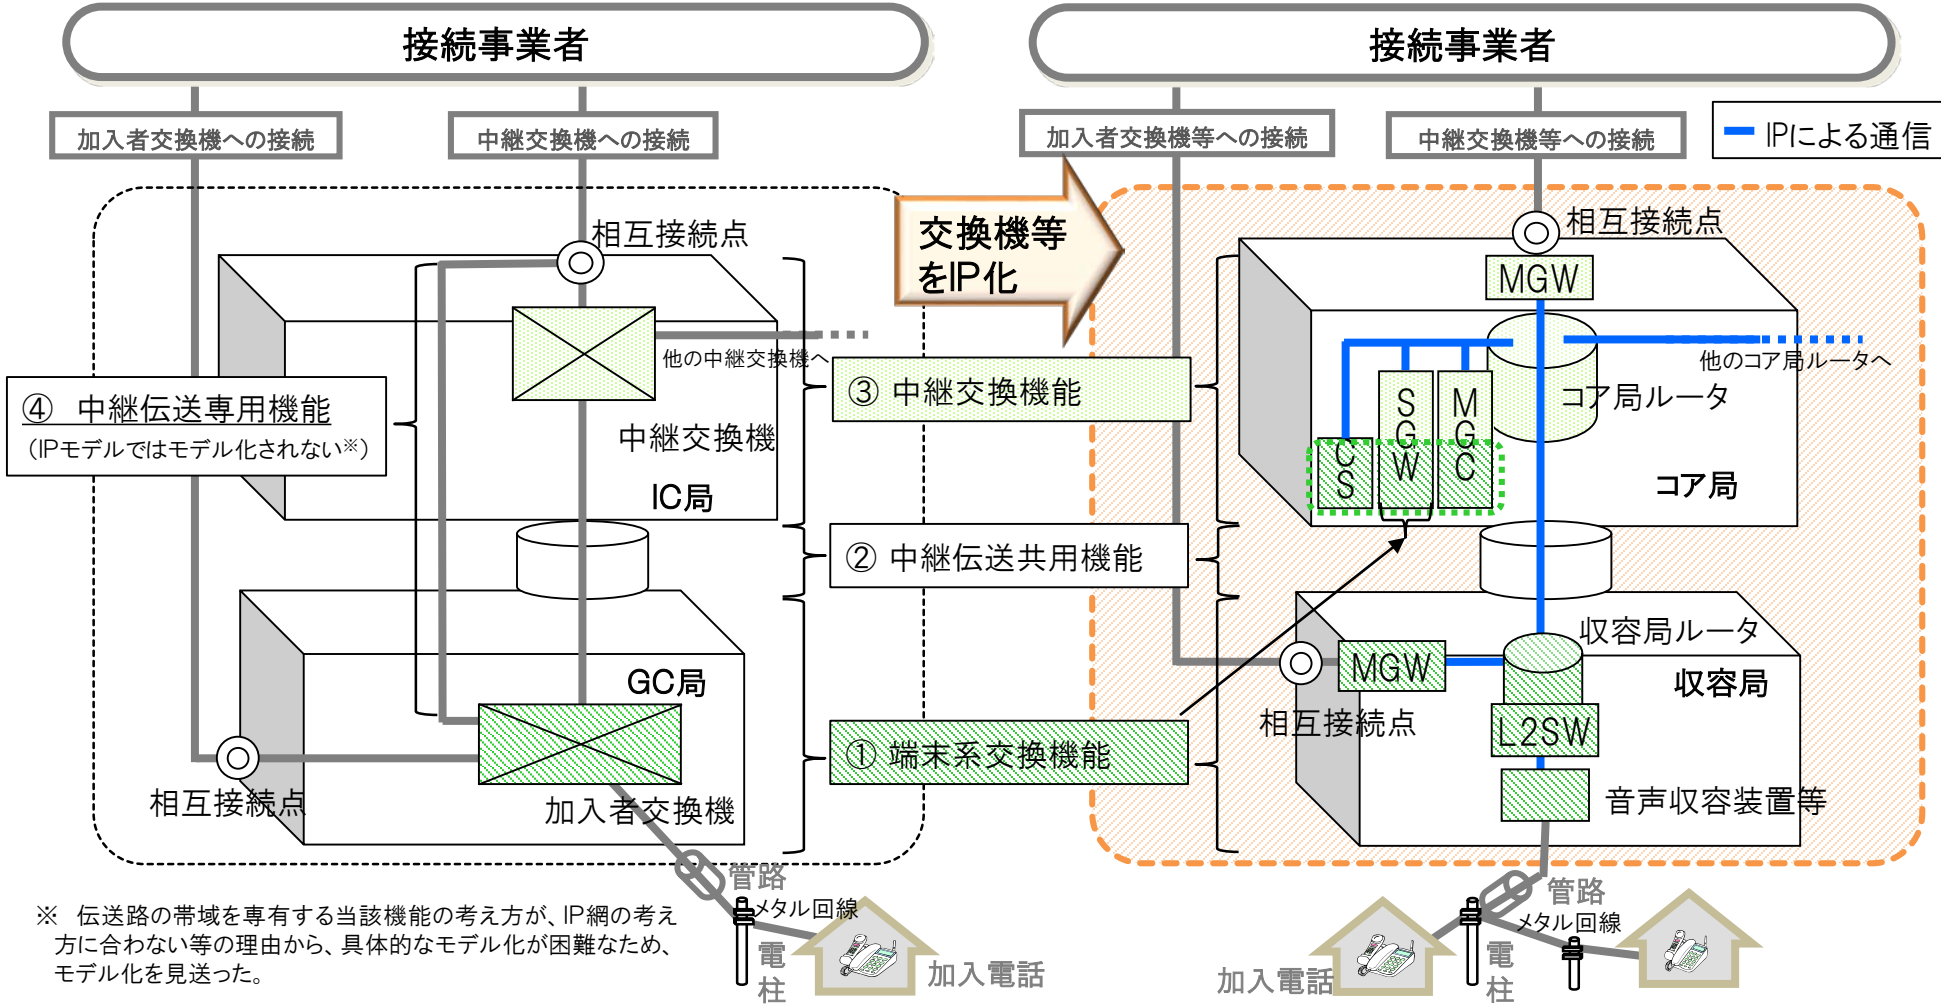 接続事業者
接続事業者
加入者交換機への接続
中継交換機への接続
加入者交換機等への接続
中継交換機等への接続
IPによる通信
相互接続点
交換機等
をIP化
相互接続点
MGW
他の中継交換機へ
他のコア局ルータへ
④ 中継伝送専用機能
(IPモデルではモデル化されない※)
③ 中継交換機能
コア局ルータ
SGW
MGC
CS
中継交換機
IC局
コア局
② 中継伝送共用機能
収容局ルータ
GC局
MGW
収容局
相互接続点
L2SW
① 端末系交換機能
相互接続点
加入者交換機
音声収容装置等
管路
メタル回線
電柱
加入電話
管路
メタル回線
電柱
加入電話
※ 伝送路の帯域を専有する当該機能の考え方が、IP網の考え
方に合わない等の理由から、具体的なモデル化が困難なため、
モデル化を見送った。